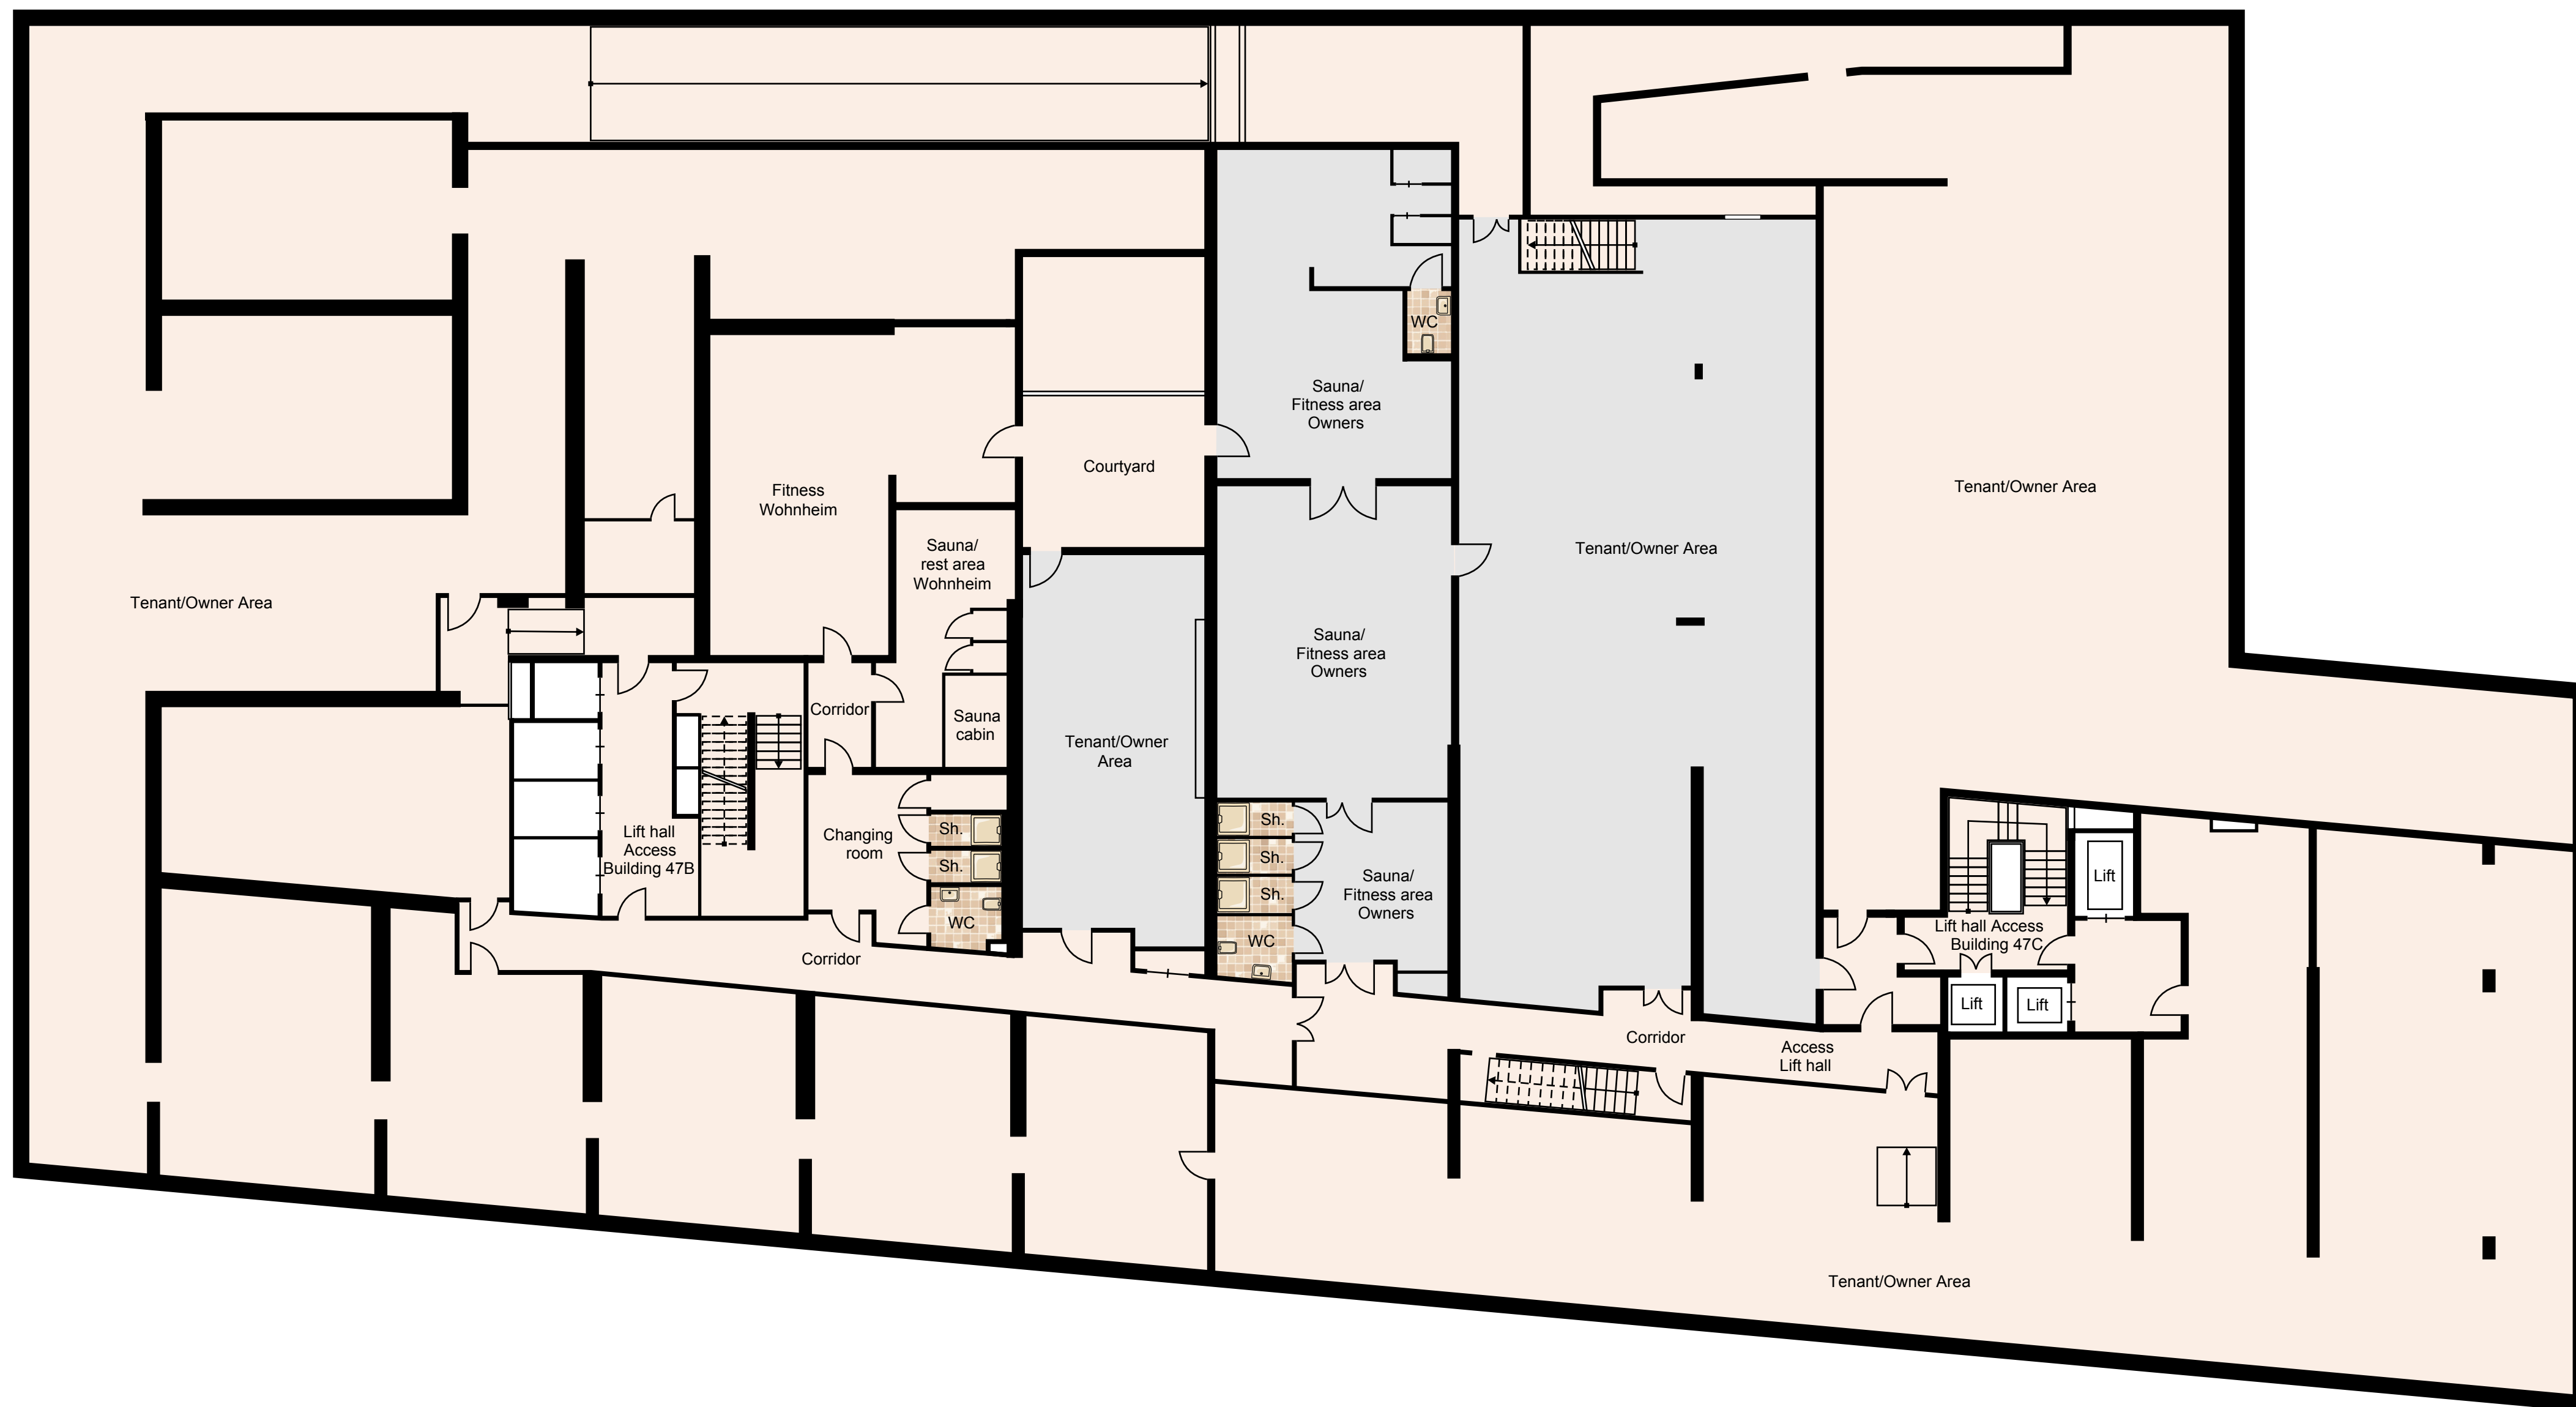 WC
Sauna/
Fitness area
Owners
Courtyard
Tenant/Owner Area
Fitness
Wohnheim
Tenant/Owner Area
Sauna/
rest area
Wohnheim
Tenant/Owner Area
Sauna/
Fitness area
Owners
Corridor
Sauna
cabin
Tenant/Owner
Area
Lift hall
Access
Building 47B
Changing
room
Sh.
Sh.
WC
Sh.
Sh.
Sh.
WC
Sauna/
Fitness area
Owners
Lift
Lift hall Access
Building 47C
Corridor
Lift
Lift
Corridor
Access
Lift hall
Tenant/Owner Area